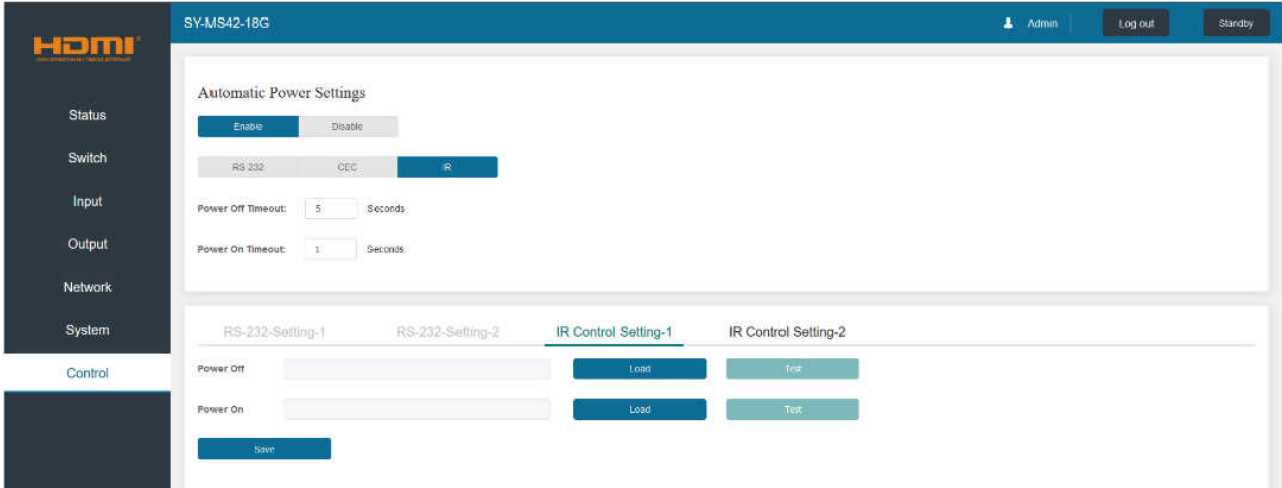 HDMI
SY-MS42-18G
Admin
Log out
Standby
Status
Switch
Input
Output
Network
System
Control
Automatic Power Settings
Enable Disable
RS-232 CEC IR
Power Off Timeout: 5 Seconds
Power On Timeout: 1 Seconds
RS-232-Setting-1 RS-232-Setting-2 IR Control Setting-1 IR Control Setting-2
Power Off Load Test
Power On Load Test
Save